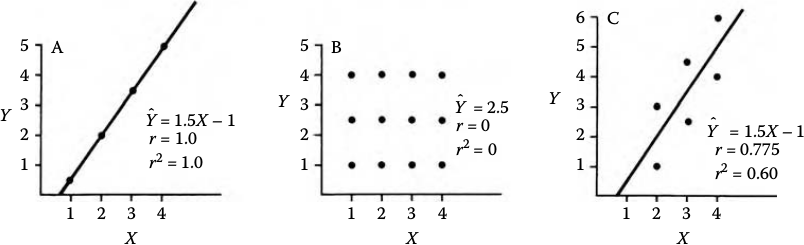 A
5
4
3
2
1
Y
Ŷ = 1.5X – 1
r = 1.0
r² = 1.0
1 2 3 4
X
B
5
4
3
2
1
Y
Ŷ = 2.5
r = 0
r² = 0
1 2 3 4
X
C
6
5
4
3
2
1
Y
Ŷ = 1.5X – 1
r = 0.775
r² = 0.60
1 2 3 4
X